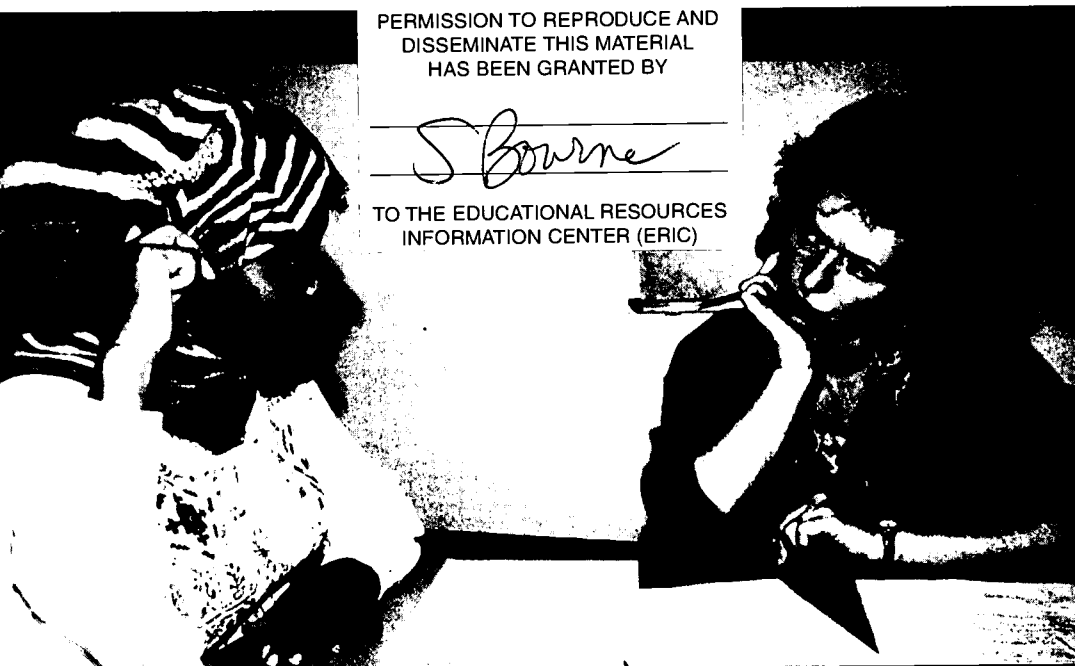 PERMISSION TO REPRODUCE AND
DISSEMINATE THIS MATERIAL
HAS BEEN GRANTED BY
S Bourne
TO THE EDUCATIONAL RESOURCES
INFORMATION CENTER (ERIC)